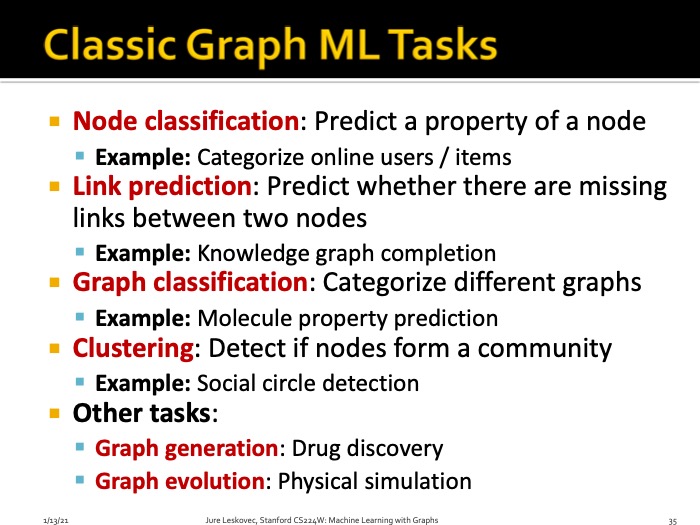 Classic Graph ML Tasks
Node classification: Predict a property of a node
Example: Categorize online users / items
Link prediction: Predict whether there are missing
links between two nodes
Example: Knowledge graph completion
Graph classification: Categorize different graphs
Example: Molecule property prediction
Clustering: Detect if nodes form a community
Example: Social circle detection
Other tasks:
Graph generation: Drug discovery
Graph evolution: Physical simulation
1/13/21 Jure Leskovec, Stanford CS224W: Machine Learning with Graphs 35